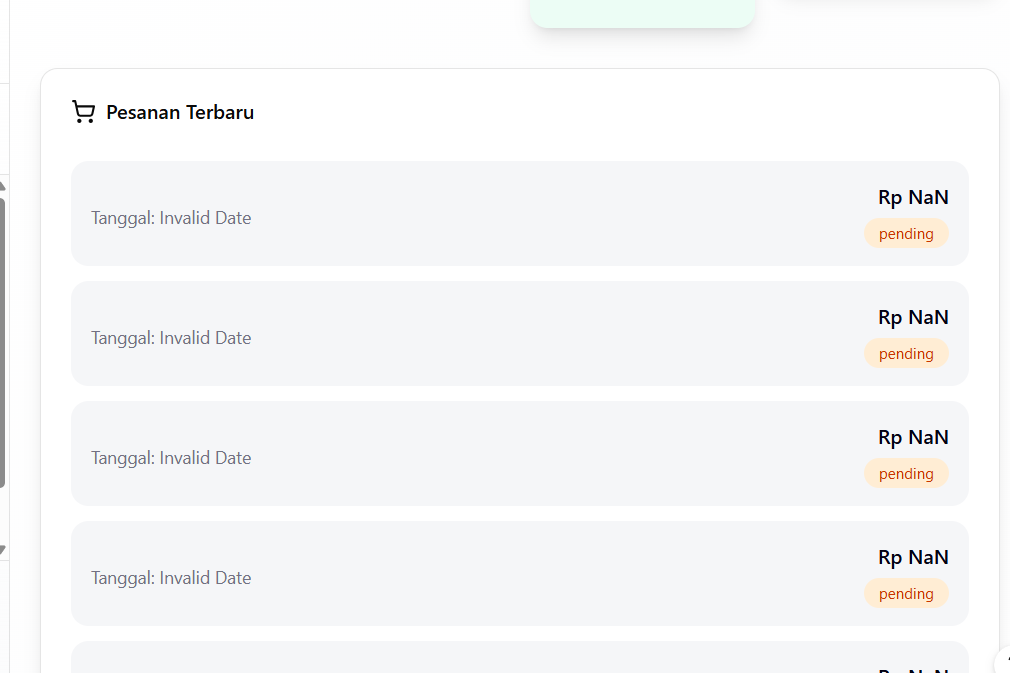 Pesanan Terbaru
Rp NaN
Tanggal: Invalid Date
pending
Rp NaN
Tanggal: Invalid Date
pending
Rp NaN
Tanggal: Invalid Date
pending
Rp NaN
Tanggal: Invalid Date
pending